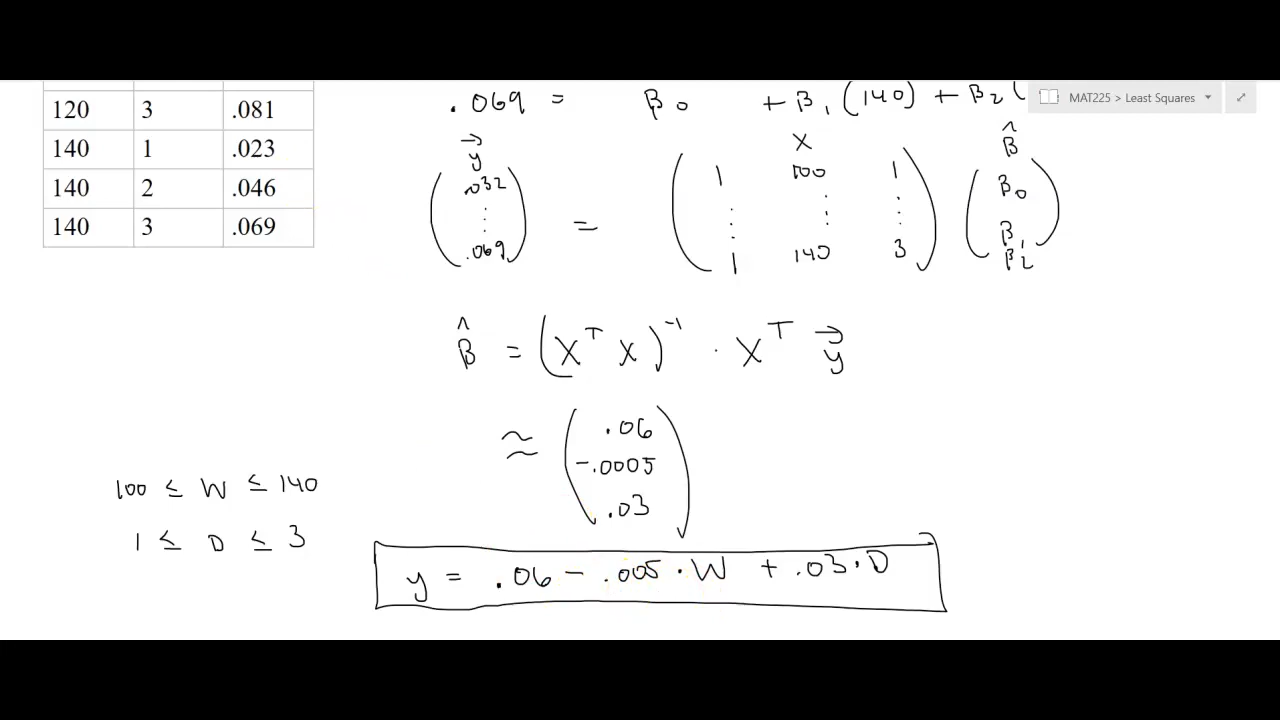 120 3 .081
140 1 .023
140 2 .046
140 3 .069
.069 = β₀ + β₁ (140) + β₂ (
MAT225 > Least Squares
y⃗ X β̂
(.032 ⋮ .069) = (1 100 1 ⋮ ⋮ ⋮ 1 140 3) (β₀ β₁ β₂)
β̂ = (Xᵀ X)⁻¹ · Xᵀ y⃗
≈ (.06 -.0005 .03)
100 ≤ W ≤ 140
1 ≤ D ≤ 3
y = .06 - .005 · W + .03 · D